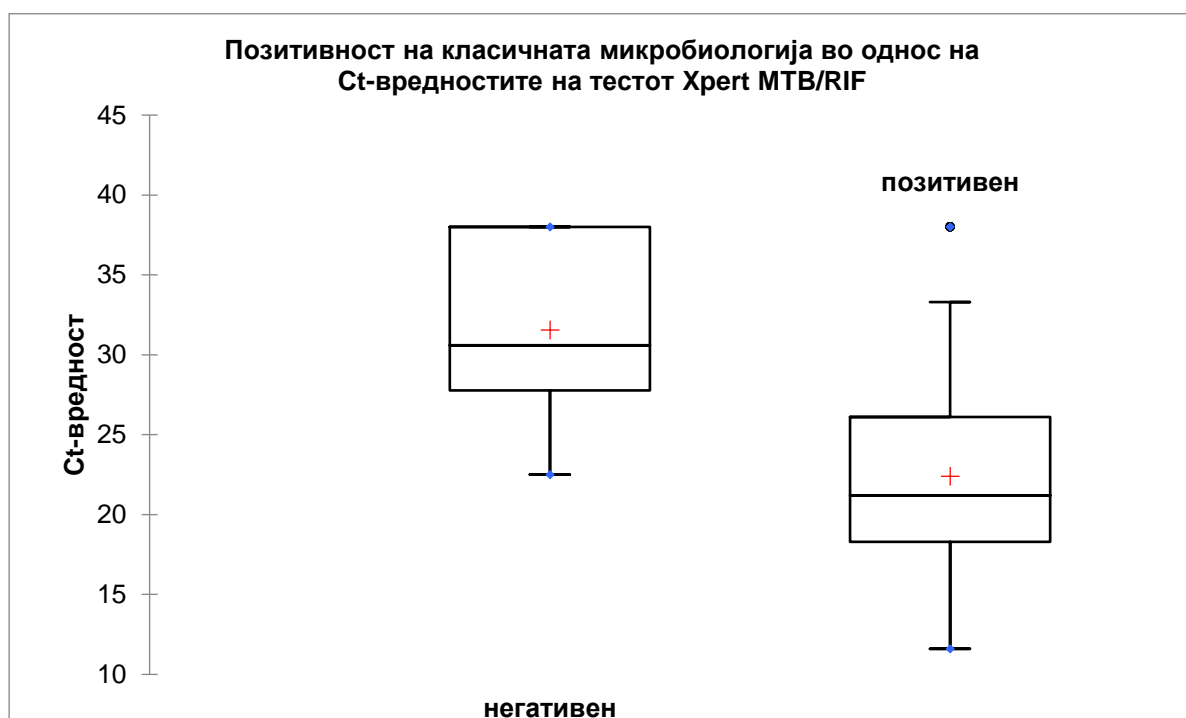 Позитивност на класичната микробиологија во однос на
Ct-вредностите на тестот Xpert MTB/RIF
45
40
35
30
25
20
15
10
Ct-вредност
позитивен
негативен